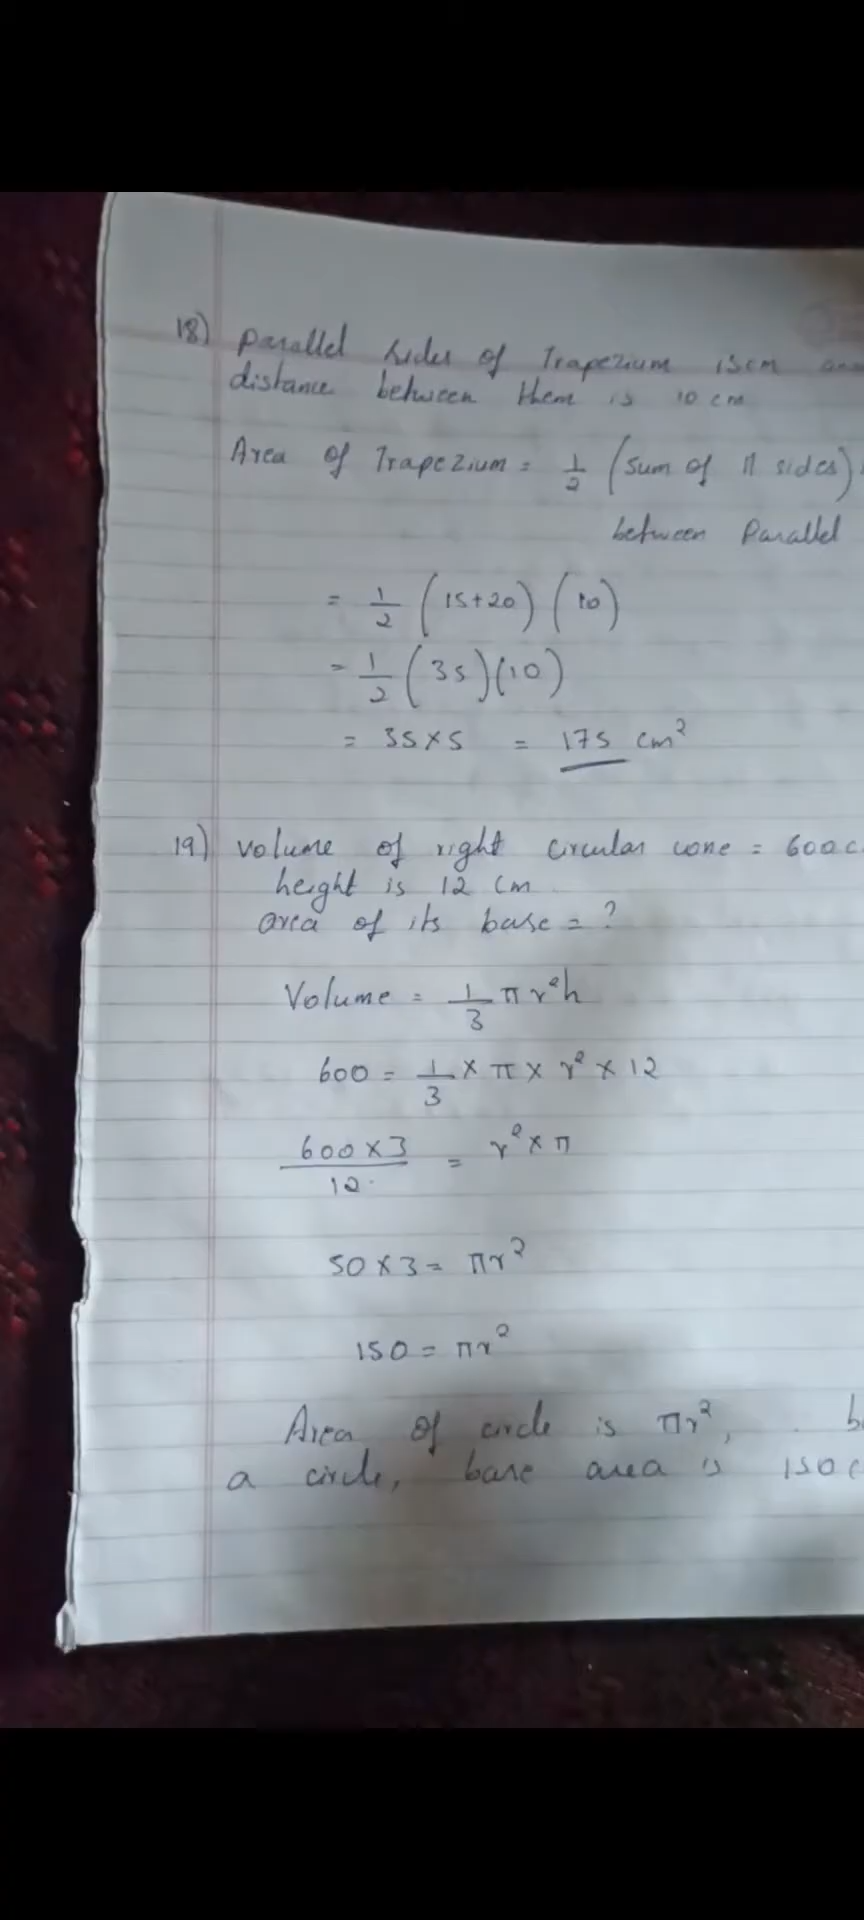 18) Parallel sides of Trapezium 15cm and
distance between them is 10 cm
Area of Trapezium = 1/2 (sum of || sides)
between Parallel
= 1/2 (15+20) (10)
= 1/2 (35)(10)
= 35×5 = 175 cm²
19) Volume of right circular cone = 600c
height is 12 cm
area of its base = ?
Volume = 1/3 πr²h
600 = 1/3 × π × r² × 12
600×3/12 = r² × π
50×3 = πr²
150 = πr²
Area of circle is πr², b
a circle, base area is 150 c